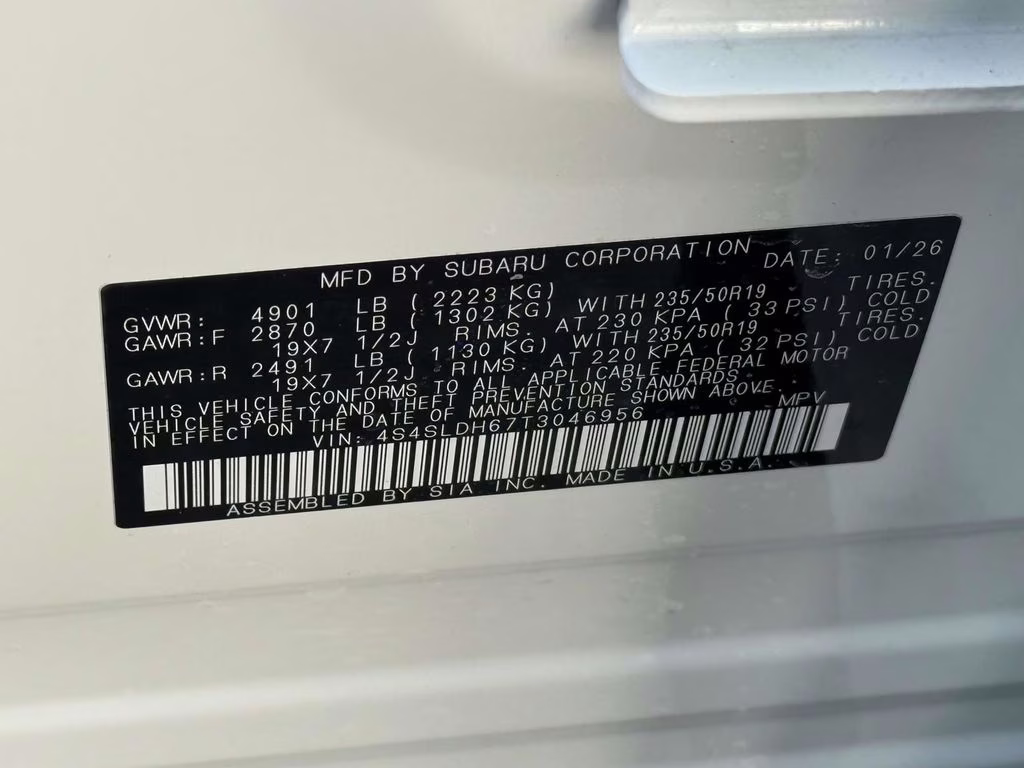 MFD BY SUBARU CORPORATION DATE: 01/26
GVWR: 4901 LB ( 2223 KG)
GAWR:F 2870 LB ( 1302 KG) WITH 235/50R19 TIRES.
19X7 1/2J RIMS. AT 230 KPA ( 33 PSI) COLD
GAWR:R 2491 LB ( 1130 KG) WITH 235/50R19 TIRES.
19X7 1/2J RIMS. AT 220 KPA ( 32 PSI) COLD
THIS VEHICLE CONFORMS TO ALL APPLICABLE FEDERAL MOTOR
VEHICLE SAFETY AND THEFT PREVENTION STANDARDS
IN EFFECT ON THE DATE OF MANUFACTURE SHOWN ABOVE.
VIN: 4S4SLDH67T3046956 MPV
ASSEMBLED BY SIA INC. MADE IN U.S.A.